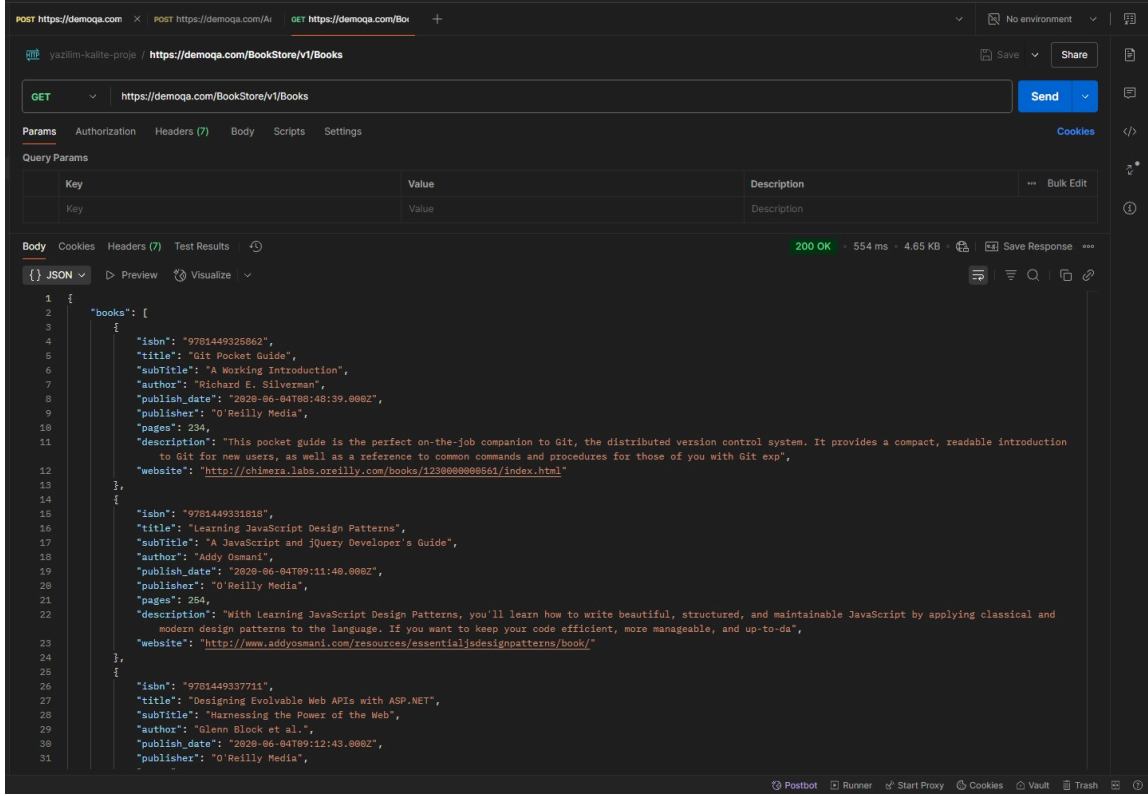 POST https://demoqa.com POST https://demoqa.com/Ac GET https://demoqa.com/Boo No environment
HTTP yazilim-kalite-proje / https://demoqa.com/BookStore/v1/Books Save Share
GET https://demoqa.com/BookStore/v1/Books Send
Params Authorization Headers (7) Body Scripts Settings Cookies
Query Params
Key Value Description Bulk Edit
Key Value Description
Body Cookies Headers (7) Test Results 200 OK 554 ms 4.65 KB Save Response
{} JSON Preview Visualize
1 {
2 "books": [
3 {
4 "isbn": "9781449325862",
5 "title": "Git Pocket Guide",
6 "subTitle": "A Working Introduction",
7 "author": "Richard E. Silverman",
8 "publish_date": "2020-06-04T08:48:39.000Z",
9 "publisher": "O'Reilly Media",
10 "pages": 234,
11 "description": "This pocket guide is the perfect on-the-job companion to Git, the distributed version control system. It provides a compact, readable introduction
to Git for new users, as well as a reference to common commands and procedures for those of you with Git exp",
12 "website": "http://chimera.labs.oreilly.com/books/1230000000561/index.html"
13 },
14 {
15 "isbn": "9781449331818",
16 "title": "Learning JavaScript Design Patterns",
17 "subTitle": "A JavaScript and jQuery Developer's Guide",
18 "author": "Addy Osmani",
19 "publish_date": "2020-06-04T09:11:40.000Z",
20 "publisher": "O'Reilly Media",
21 "pages": 254,
22 "description": "With Learning JavaScript Design Patterns, you'll learn how to write beautiful, structured, and maintainable JavaScript by applying classical and
modern design patterns to the language. If you want to keep your code efficient, more manageable, and up-to-da",
23 "website": "http://www.addyosmani.com/resources/essentialjsdesignpatterns/book/"
24 },
25 {
26 "isbn": "9781449337711",
27 "title": "Designing Evolvable Web APIs with ASP.NET",
28 "subTitle": "Harnessing the Power of the Web",
29 "author": "Glenn Block et al.",
30 "publish_date": "2020-06-04T09:12:43.000Z",
31 "publisher": "O'Reilly Media",
Postbot Runner Start Proxy Cookies Vault Trash